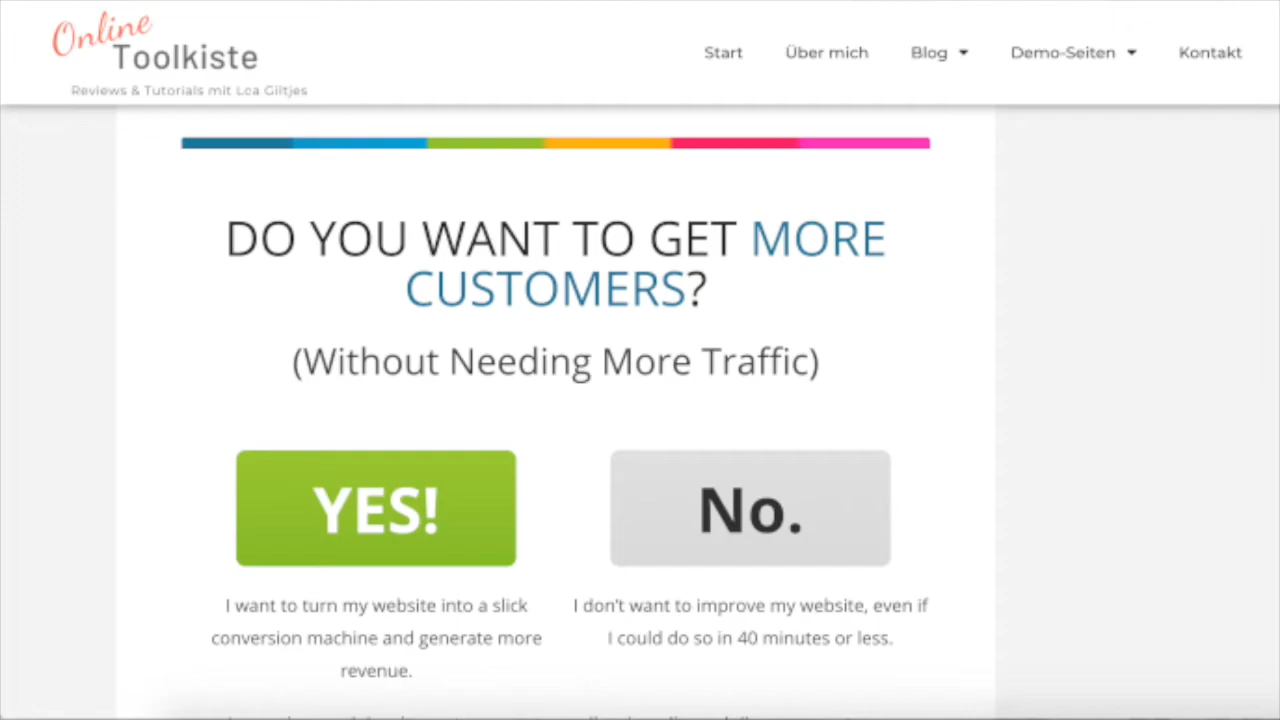 Online
Toolkiste
Reviews & Tutorials mit Lea Giltjes
Start
Über mich
Blog
Demo-Seiten
Kontakt
DO YOU WANT TO GET MORE
CUSTOMERS?
(Without Needing More Traffic)
YES!
No.
I want to turn my website into a slick
conversion machine and generate more
revenue.
I don't want to improve my website, even if
I could do so in 40 minutes or less.